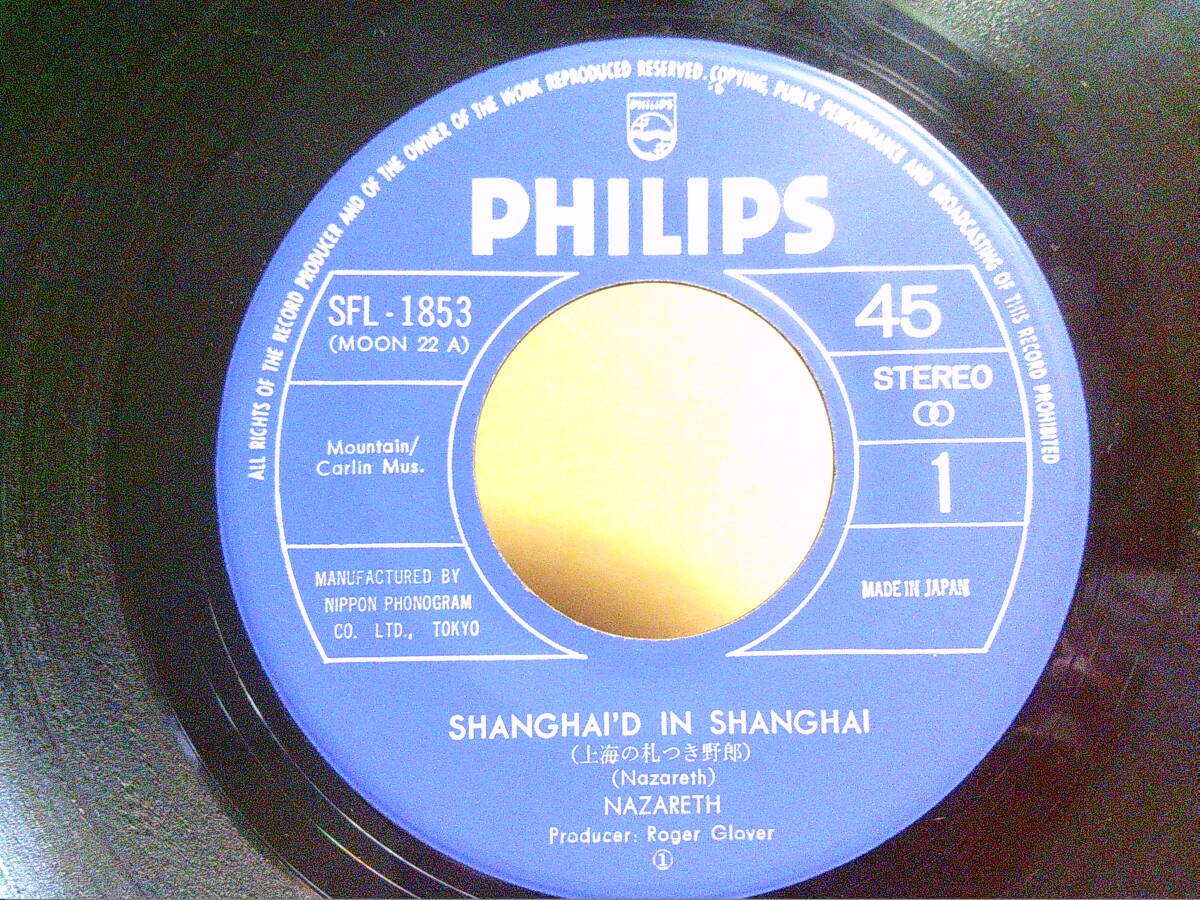 ALL RIGHTS OF THE RECORD PRODUCER AND OF THE OWNER OF THE WORK REPRODUCED RESERVED. COPYING, PUBLIC PERFORMANCE AND BROADCASTING OF THIS RECORD PROHIBITED
PHILIPS
PHILIPS
SFL-1853
(MOON 22 A)
Mountain/
Carlin Mus.
MANUFACTURED BY
NIPPON PHONOGRAM
CO. LTD., TOKYO
45
STEREO
1
MADE IN JAPAN
SHANGHAI'D IN SHANGHAI
(上海の札つき野郎)
(Nazareth)
NAZARETH
Producer: Roger Glover
①